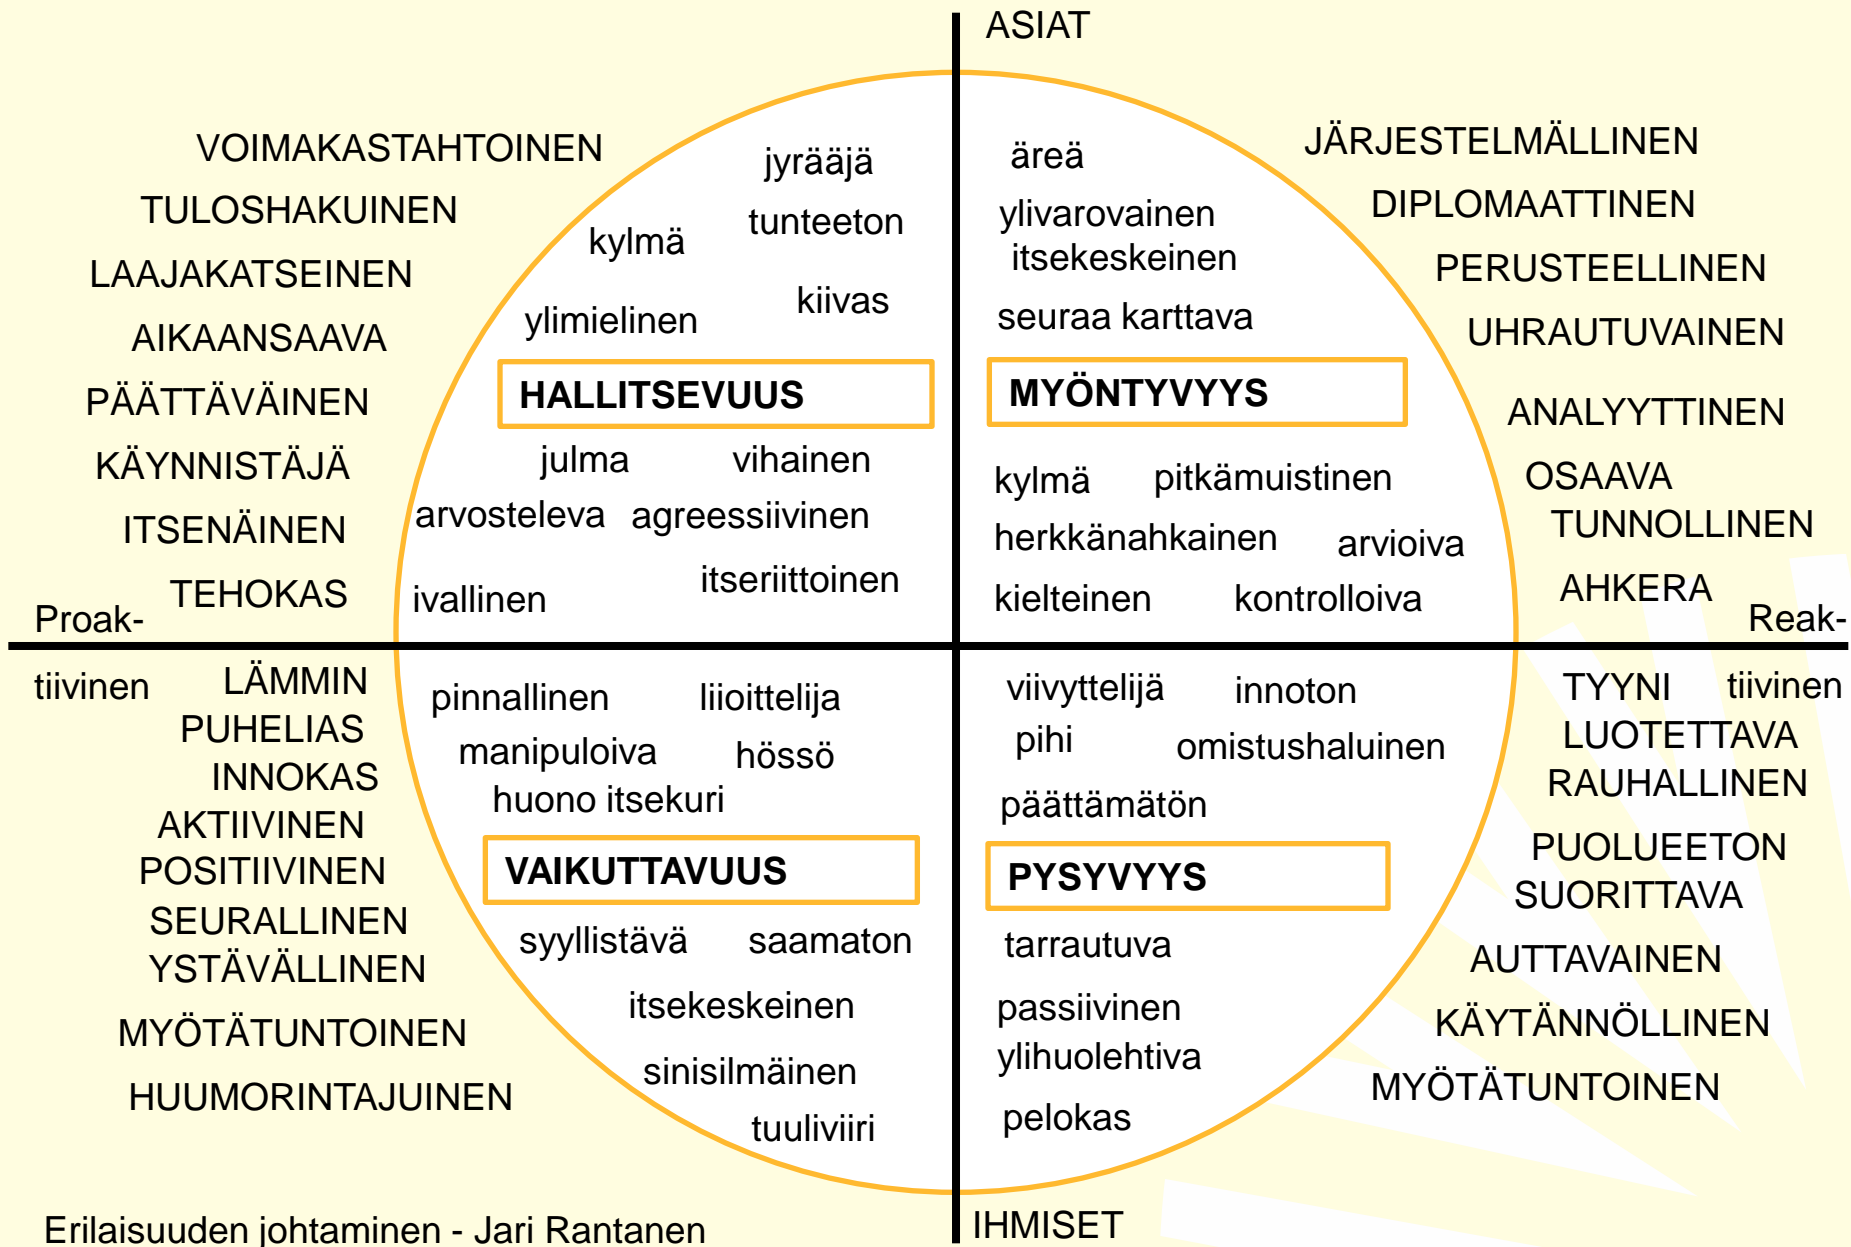 ASIAT
VOIMAKASTAHTOINEN
TULOSHAKUINEN
LAAJAKATSEINEN
AIKAANSAAVA
PÄÄTTÄVÄINEN
KÄYNNISTÄJÄ
ITSENÄINEN
TEHOKAS
Proak-
jyrääjä
kylmä tunteeton
ylimielinen kiivas
HALLITSEVUUS
julma vihainen
arvosteleva agreessiivinen
ivallinen itseriittoinen
äreä
ylivarovainen
itsekeskeinen
seuraa karttava
MYÖNTYVYYS
kylmä pitkämuistinen
herkkänahkainen arvioiva
kielteinen kontrolloiva
JÄRJESTELMÄLLINEN
DIPLOMAATTINEN
PERUSTEELLINEN
UHRAUTUVAINEN
ANALYYTTINEN
OSAAVA
TUNNOLLINEN
AHKERA
Reak-
tiivinen
LÄMMIN
PUHELIAS
INNOKAS
AKTIIVINEN
POSITIIVINEN
SEURALLINEN
YSTÄVÄLLINEN
MYÖTÄTUNTOINEN
HUUMORINTAJUINEN
pinnallinen liioittelija
manipuloiva hössö
huono itsekuri
VAIKUTTAVUUS
syyllistävä saamaton
itsekeskeinen
sinisilmäinen
tuuliviiri
viivyttelijä innoton
pihi omistushaluinen
päättämätön
PYSYVYYS
tarrautuva
passiivinen
ylihuolehtiva
pelokas
TYYNI tiivinen
LUOTETTAVA
RAUHALLINEN
PUOLUEETON
SUORITTAVA
AUTTAVAINEN
KÄYTÄNNÖLLINEN
MYÖTÄTUNTOINEN
Erilaisuuden johtaminen - Jari Rantanen
IHMISET